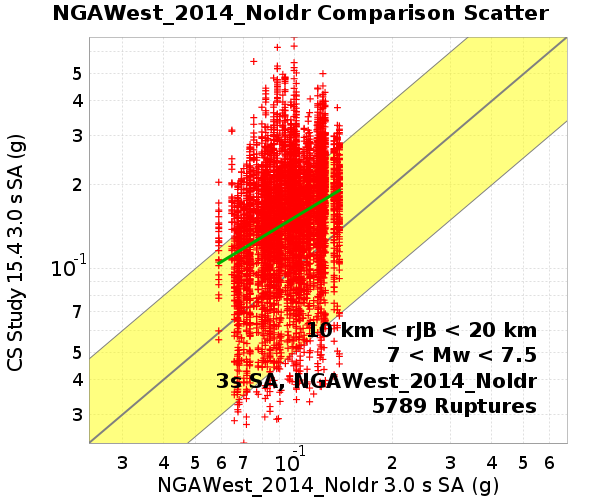 NGAWest_2014_NoIdr Comparison Scatter
CS Study 15.4 3.0 s SA (g)
5
4
3
2
10-1
7
5
4
3
10 km < rJB < 20 km
7 < Mw < 7.5
3s SA, NGAWest_2014_NoIdr
5789 Ruptures
3 4 5 6 7 10-1 2 3 4 5 6
NGAWest_2014_NoIdr 3.0 s SA (g)